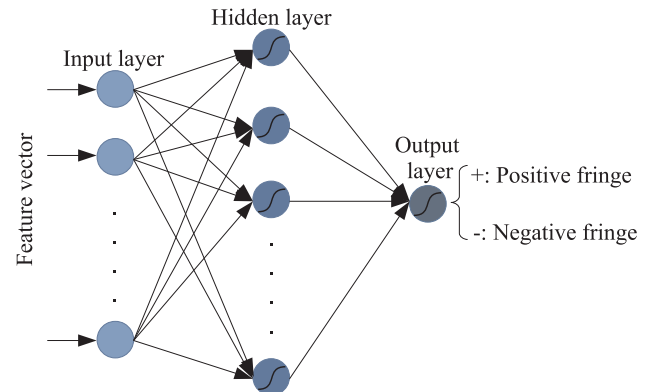 Hidden layer
Input layer
Feature vector
Output
layer
+: Positive fringe
-: Negative fringe